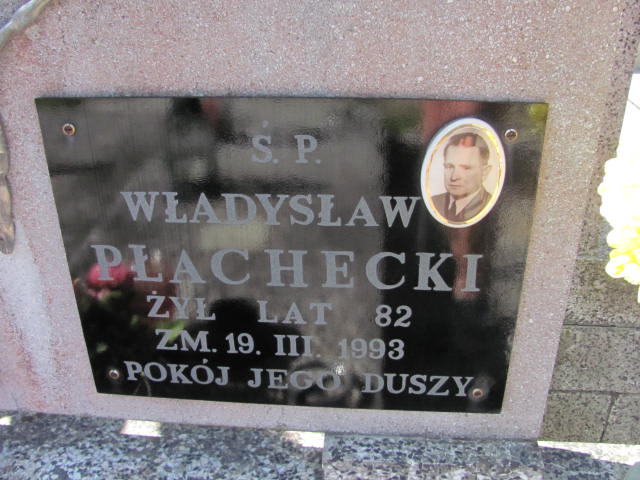 Ś. P.
WŁADYSŁAW
PŁACHECKI
ŻYŁ LAT 82
ZM. 19. III. 1993
POKÓJ JEGO DUSZY